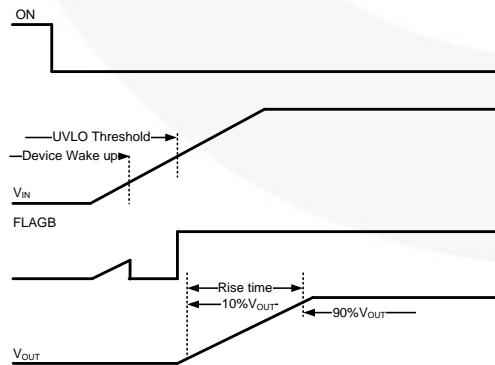 ON
UVLO Threshold
Device Wake up
VIN
FLAGB
Rise time
10%VOUT
90%VOUT
VOUT